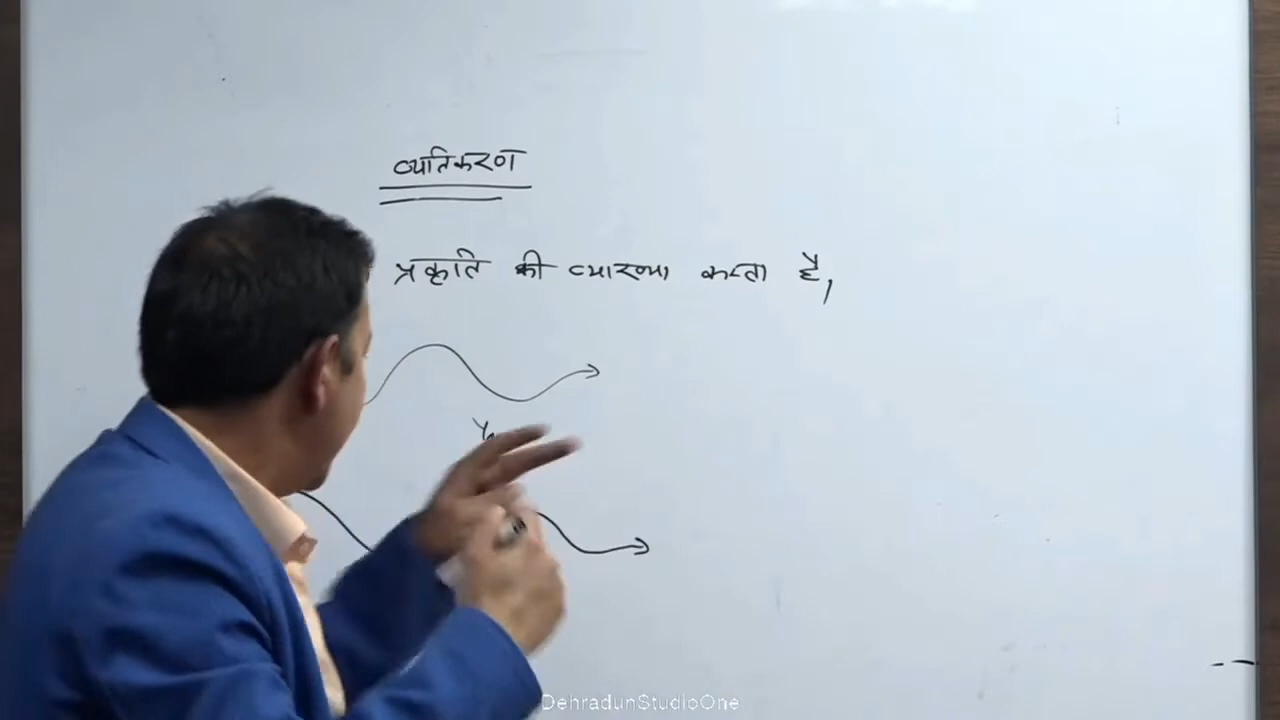 व्यतिकरण
प्रकृति की व्याख्या करता है,
DehradunStudioOne